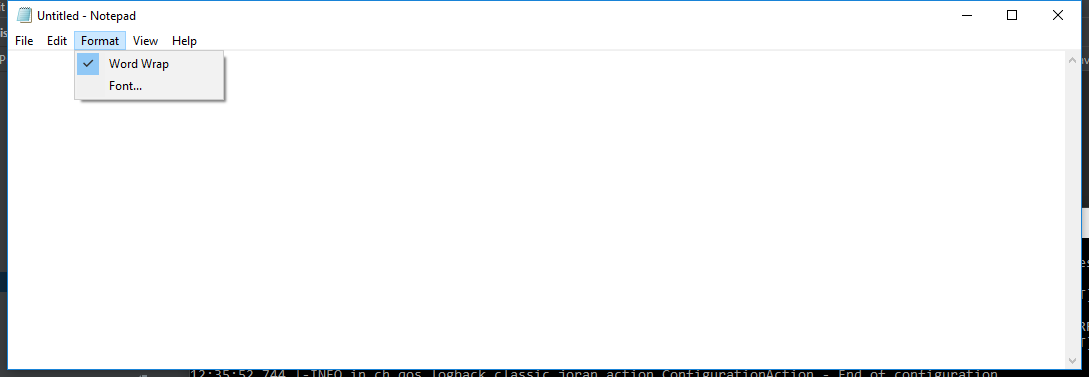 Untitled - Notepad
File Edit Format View Help
Word Wrap
Font...
12:35:52,744 |-INFO in ch.qos.logback.classic.joran.action.ConfigurationAction - End of configuration